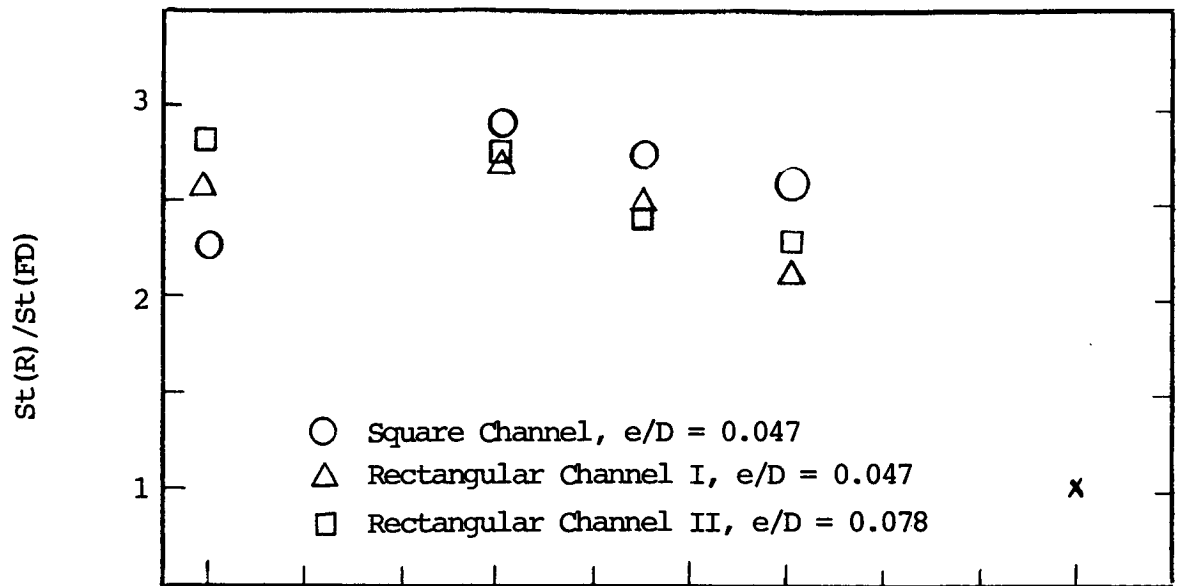 St(R)/St(FD)
3
2
1
Square Channel, e/D = 0.047
Rectangular Channel I, e/D = 0.047
Rectangular Channel II, e/D = 0.078